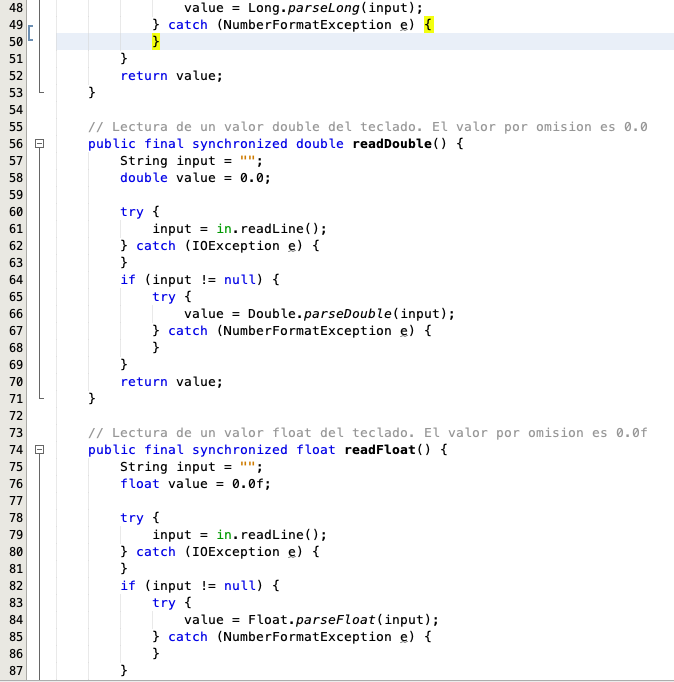 48                 value = Long.parseLong(input);
49             } catch (NumberFormatException e) {
50             }
51         }
52         return value;
53     }
54
55     // Lectura de un valor double del teclado. El valor por omision es 0.0
56     public final synchronized double readDouble() {
57         String input = "";
58         double value = 0.0;
59
60         try {
61             input = in.readLine();
62         } catch (IOException e) {
63         }
64         if (input != null) {
65             try {
66                 value = Double.parseDouble(input);
67             } catch (NumberFormatException e) {
68             }
69         }
70         return value;
71     }
72
73     // Lectura de un valor float del teclado. El valor por omision es 0.0f
74     public final synchronized float readFloat() {
75         String input = "";
76         float value = 0.0f;
77
78         try {
79             input = in.readLine();
80         } catch (IOException e) {
81         }
82         if (input != null) {
83             try {
84                 value = Float.parseFloat(input);
85             } catch (NumberFormatException e) {
86             }
87         }